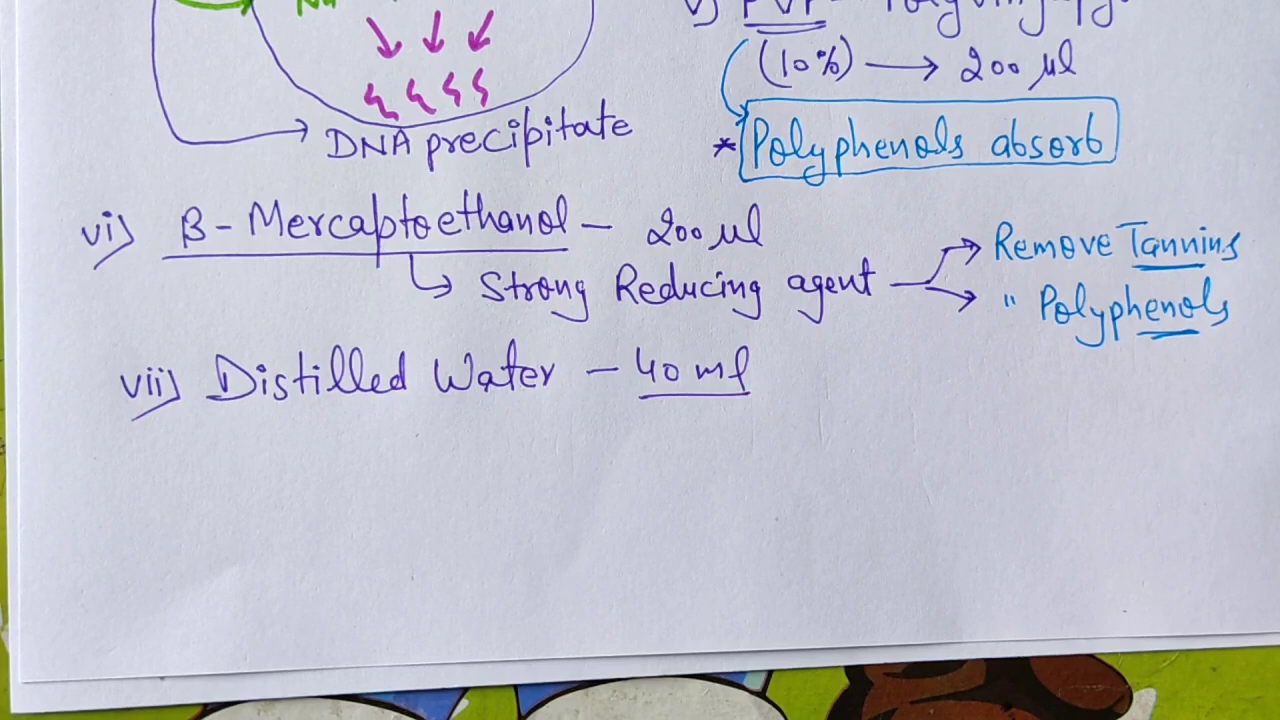 (10%) → 200 μl
DNA precipitate
* Polyphenols absorb
vi) β-Mercaptoethanol - 200 μl
↳ Strong Reducing agent → Remove Tannins
→ " Polyphenols
vii) Distilled Water - 40 ml